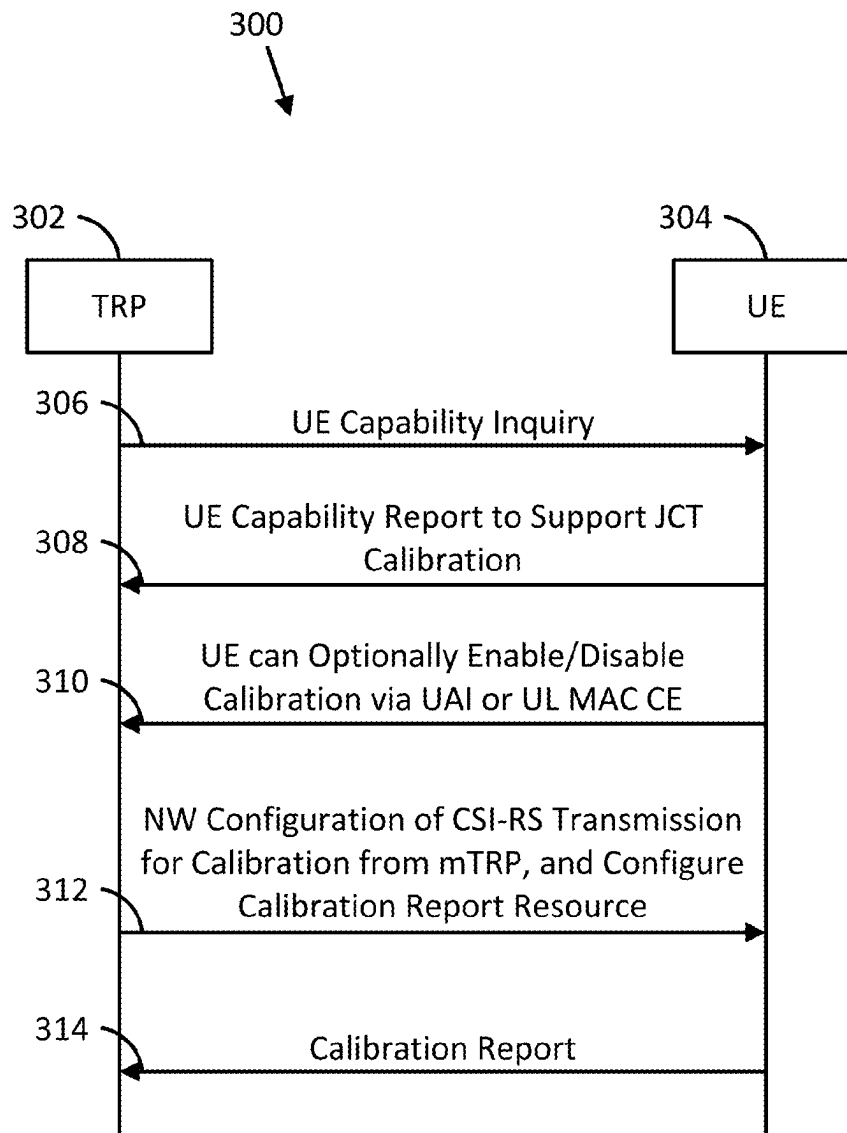 300
302
304
TRP
UE
306
UE Capability Inquiry
UE Capability Report to Support JCT
308
Calibration
UE can Optionally Enable/Disable
310
Calibration via UAI or UL MAC CE
NW Configuration of CSI-RS Transmission
for Calibration from mTRP, and Configure
312
Calibration Report Resource
314
Calibration Report